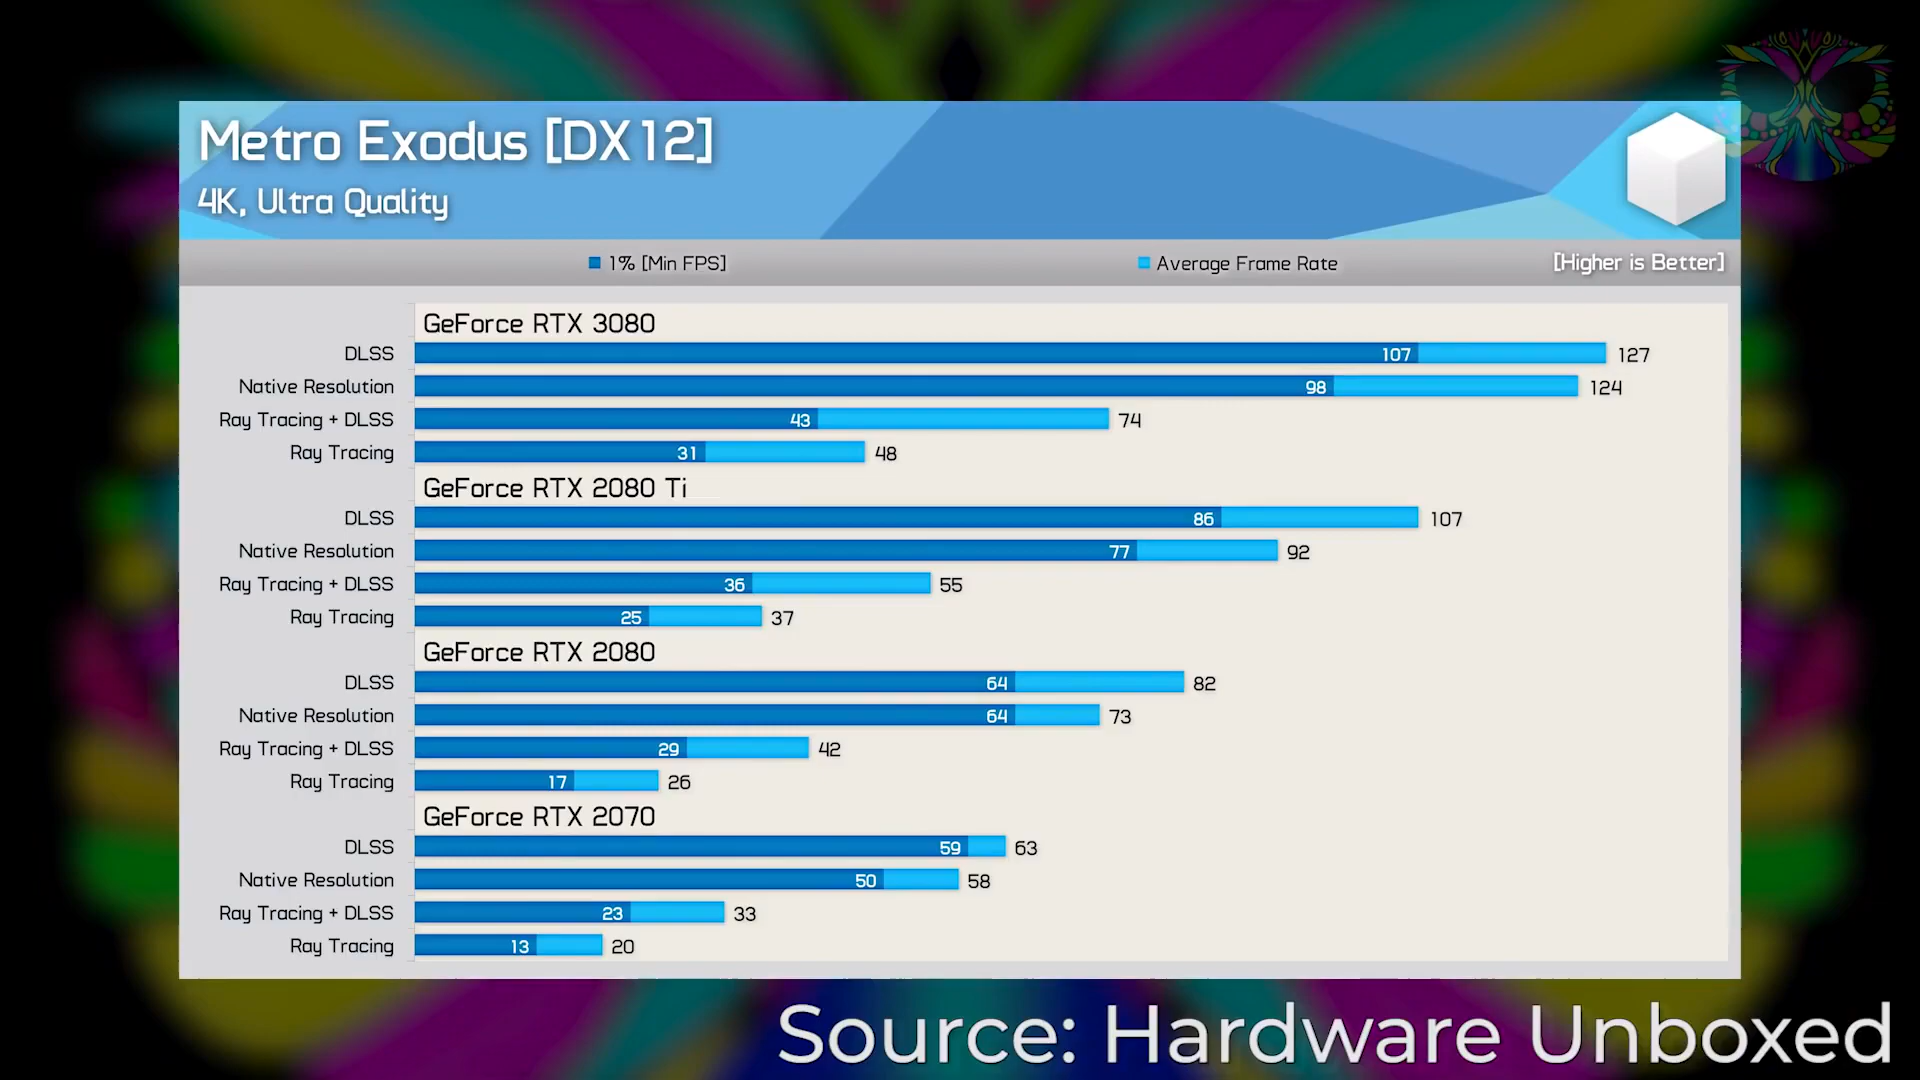 Metro Exodus [DX12]
4K, Ultra Quality
1% [Min FPS] Average Frame Rate [Higher is Better]
GeForce RTX 3080
DLSS 107 127
Native Resolution 98 124
Ray Tracing + DLSS 43 74
Ray Tracing 31 48
GeForce RTX 2080 Ti
DLSS 86 107
Native Resolution 77 92
Ray Tracing + DLSS 36 55
Ray Tracing 25 37
GeForce RTX 2080
DLSS 64 82
Native Resolution 64 73
Ray Tracing + DLSS 29 42
Ray Tracing 17 26
GeForce RTX 2070
DLSS 59 63
Native Resolution 50 58
Ray Tracing + DLSS 23 33
Ray Tracing 13 20
Source: Hardware Unboxed